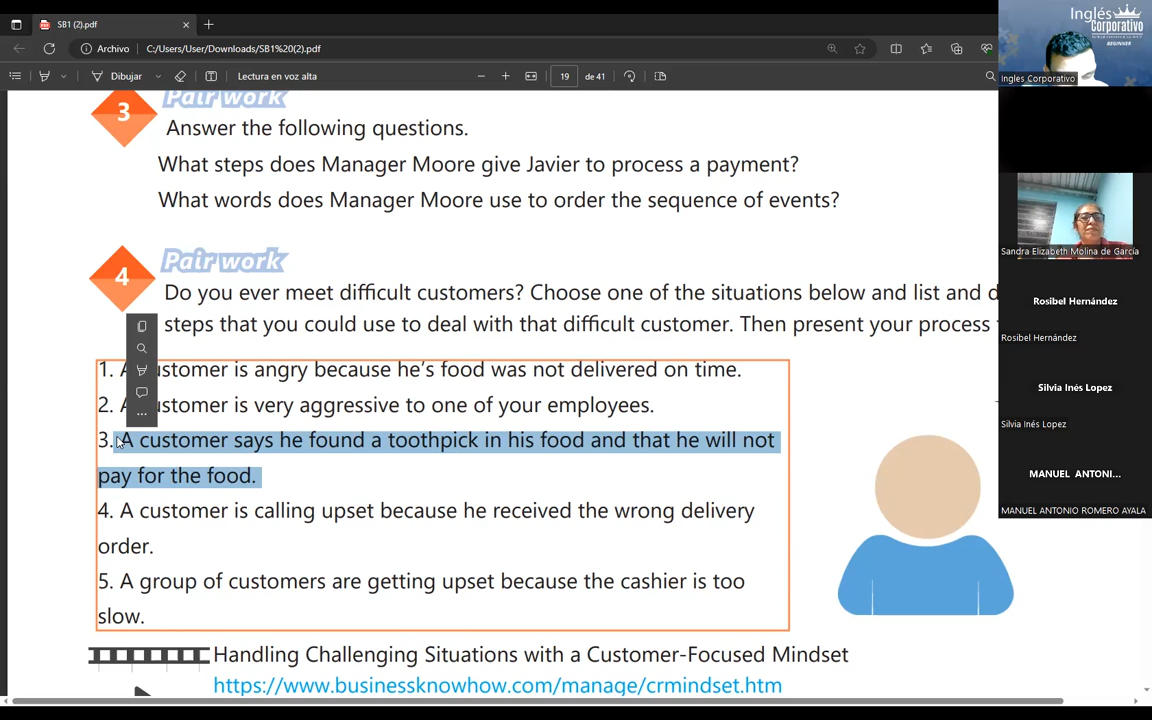 SB1 (2).pdf
Archivo
C:/Users/User/Downloads/SB1%20(2).pdf
Dibujar
Lectura en voz alta
19
de 41
Inglés
Corporativo
BEGINNER
Ingles Corporativo
Sandra Elizabeth Molina de García
Rosibel Hernández
Rosibel Hernández
Silvia Inés Lopez
Silvia Inés Lopez
MANUEL ANTONI...
MANUEL ANTONIO ROMERO AYALA
3
Pair work
Answer the following questions.
What steps does Manager Moore give Javier to process a payment?
What words does Manager Moore use to order the sequence of events?
4
Pair work
Do you ever meet difficult customers? Choose one of the situations below and list and d
steps that you could use to deal with that difficult customer. Then present your process
1. A customer is angry because he's food was not delivered on time.
2. A customer is very aggressive to one of your employees.
3. A customer says he found a toothpick in his food and that he will not
pay for the food.
4. A customer is calling upset because he received the wrong delivery
order.
5. A group of customers are getting upset because the cashier is too
slow.
Handling Challenging Situations with a Customer-Focused Mindset
https://www.businessknowhow.com/manage/crmindset.htm